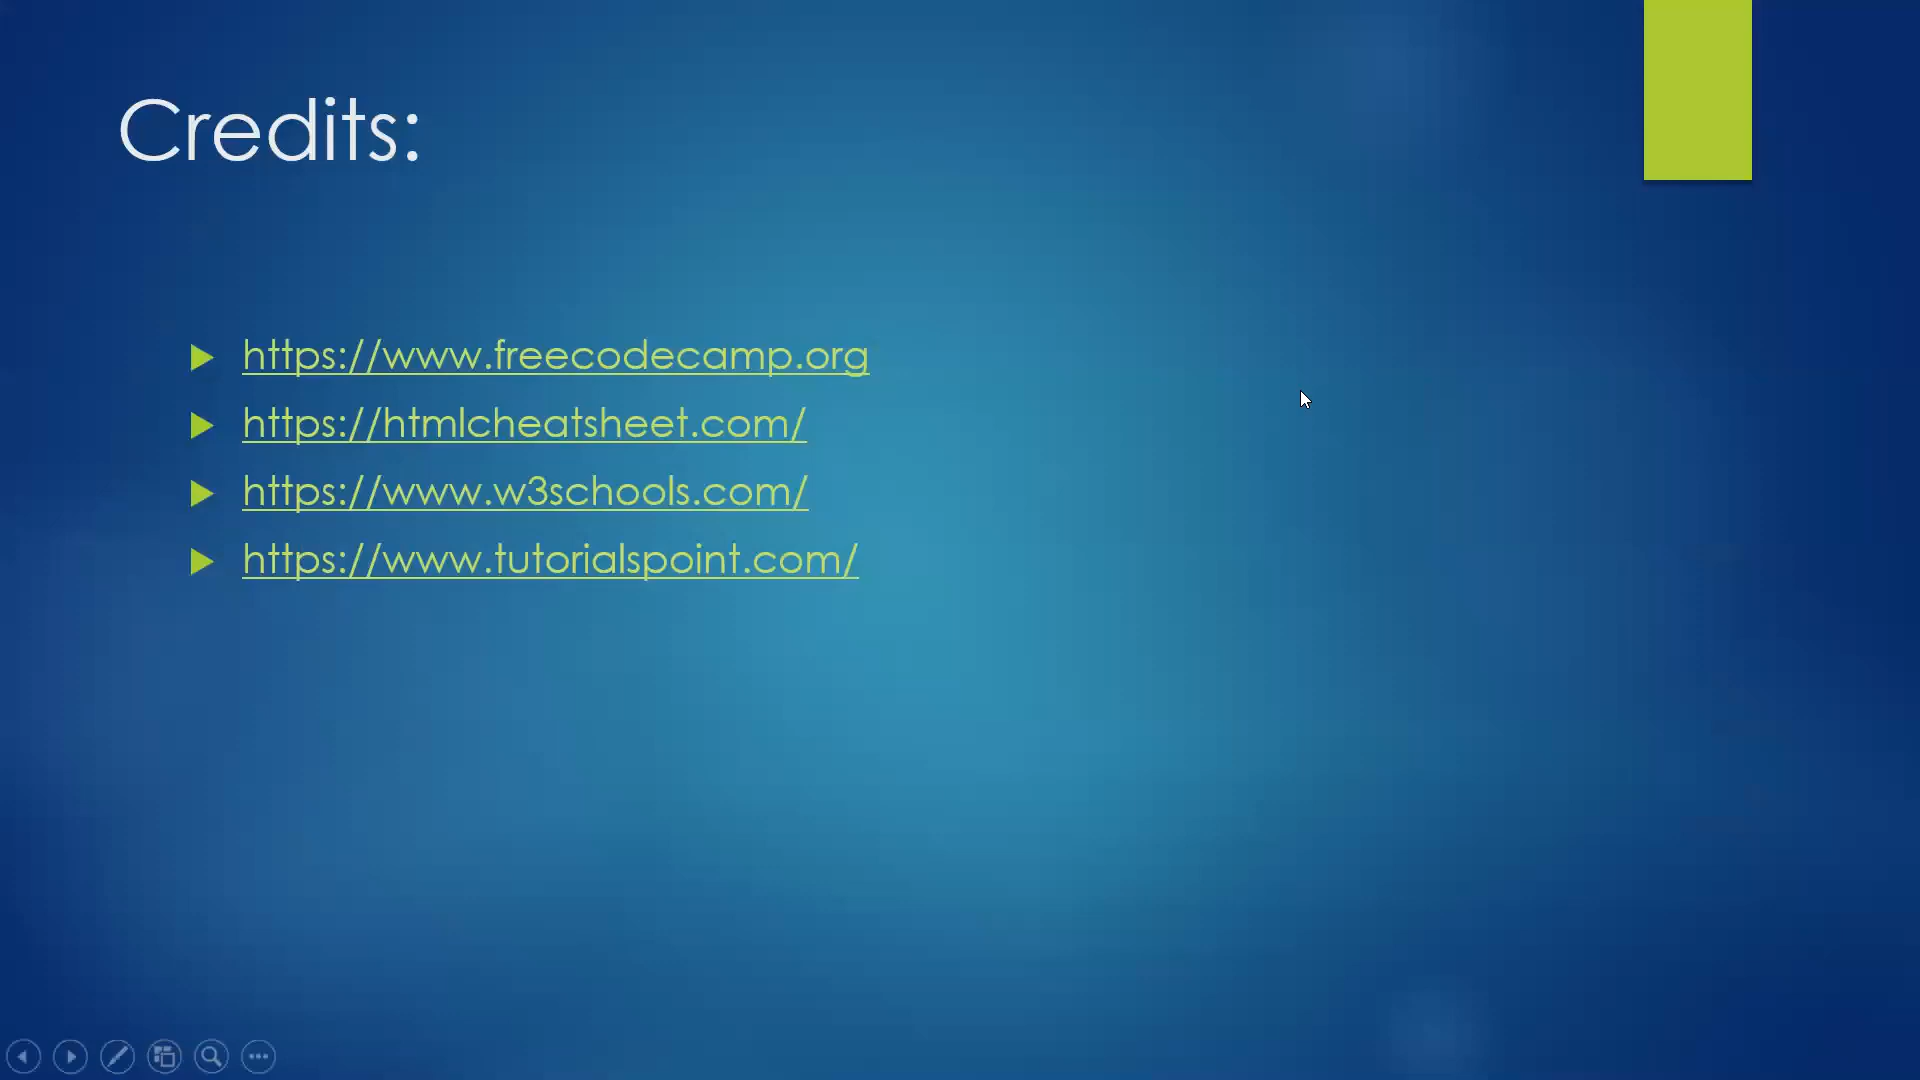 Credits:
https://www.freecodecamp.org
https://htmlcheatsheet.com/
https://www.w3schools.com/
https://www.tutorialspoint.com/